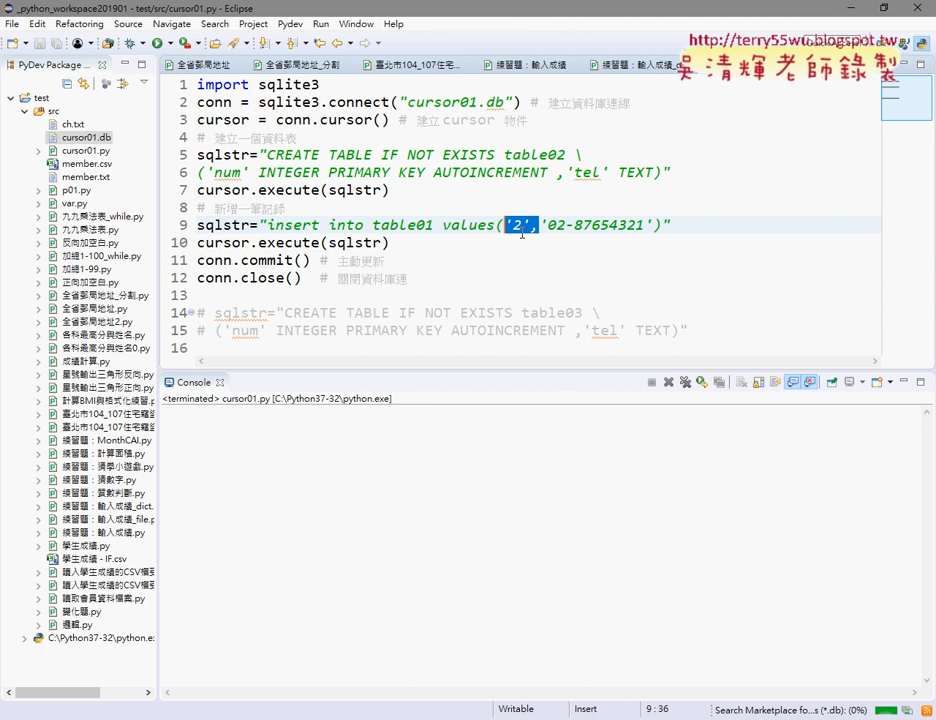 _python_workspace201901 - test/src/cursor01.py - Eclipse
File Edit Refactoring Source Navigate Search Project Pydev Run Window Help
http://terry55wu.blogspot.tw
吳清輝老師錄製
PyDev Package ...
全省郵局地址 全省郵局地址_分割 臺北市104_107住宅... 練習題：輸入成績 練習題：輸入成績_d
test
src
ch.txt
cursor01.db
cursor01.py
member.csv
member.txt
p01.py
var.py
九九乘法表_while.py
九九乘法表.py
反向加空白.py
加總1-100_while.py
加總1-99.py
正向加空白.py
全省郵局地址_分割.py
全省郵局地址.py
全省郵局地址2.py
各科最高分與姓名.py
各科最高分與姓名0.py
成績計算.py
星號輸出三角形反向.py
星號輸出三角形正向.py
計算BMI與格式化練習.p
臺北市104_107住宅竊盜
臺北市104_107住宅竊盜
練習題：MonthCAI.py
練習題：計算面積.py
練習題：猜學小遊戲.py
練習題：猜數字.py
練習題：質數判斷.py
練習題：輸入成績_dict.
練習題：輸入成績_file.p
練習題：輸入成績.py
學生成績.py
學生成績 - IF.csv
讀入學生成績的CSV檔到
讀入學生成績的CSV檔到
讀取會員資料檔案.py
變化題.py
邏輯.py
C:\Python37-32\python.ex
1 import sqlite3
2 conn = sqlite3.connect("cursor01.db") # 建立資料庫連線
3 cursor = conn.cursor() # 建立 cursor 物件
4 # 建立一個資料表
5 sqlstr="CREATE TABLE IF NOT EXISTS table02 \
6 ('num' INTEGER PRIMARY KEY AUTOINCREMENT ,'tel' TEXT)"
7 cursor.execute(sqlstr)
8 # 新增一筆記錄
9 sqlstr="insert into table01 values('2','02-87654321')"
10 cursor.execute(sqlstr)
11 conn.commit() # 主動更新
12 conn.close() # 關閉資料庫連
13
14 # sqlstr="CREATE TABLE IF NOT EXISTS table03 \
15 # ('num' INTEGER PRIMARY KEY AUTOINCREMENT ,'tel' TEXT)"
16
Console
<terminated> cursor01.py [C:\Python37-32\python.exe]
Writable Insert 9 : 36 Search Marketplace fo...s (*.db): (0%)